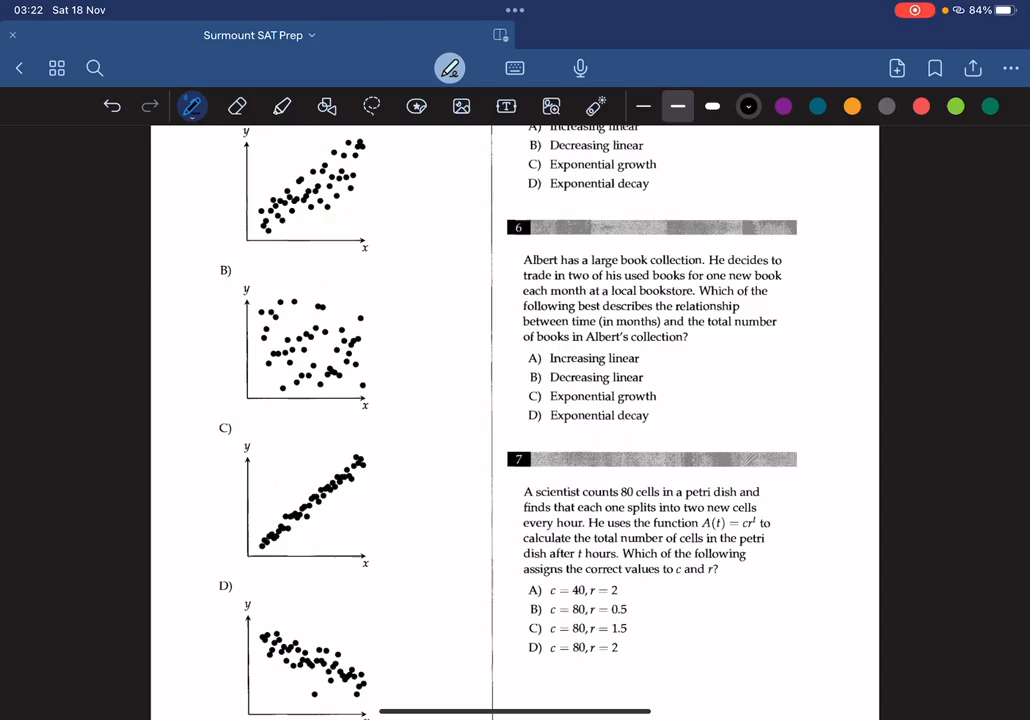 03:22 Sat 18 Nov
84%
Surmount SAT Prep
T
y
x
B)
y
x
C)
y
x
D)
y
x
A) Increasing linear
B) Decreasing linear
C) Exponential growth
D) Exponential decay
6
Albert has a large book collection. He decides to
trade in two of his used books for one new book
each month at a local bookstore. Which of the
following best describes the relationship
between time (in months) and the total number
of books in Albert's collection?
A) Increasing linear
B) Decreasing linear
C) Exponential growth
D) Exponential decay
7
A scientist counts 80 cells in a petri dish and
finds that each one splits into two new cells
every hour. He uses the function A(t) = crᵗ to
calculate the total number of cells in the petri
dish after t hours. Which of the following
assigns the correct values to c and r?
A) c = 40, r = 2
B) c = 80, r = 0.5
C) c = 80, r = 1.5
D) c = 80, r = 2